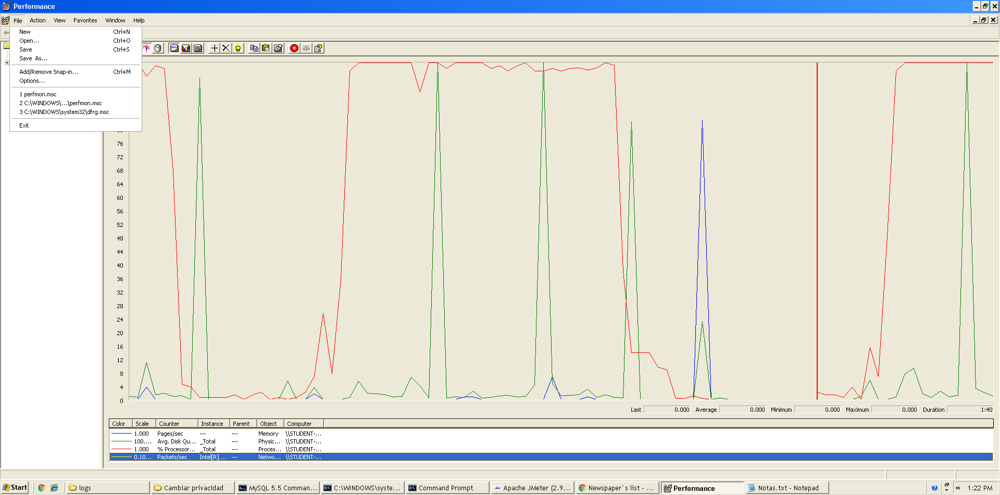 Performance
File Action View Favorites Window Help
New Ctrl+N
Open... Ctrl+O
Save Ctrl+S
Save As...
Add/Remove Snap-in... Ctrl+M
Options...
1 perfmon.msc
2 C:\WINDOWS\...\perfmon.msc
3 C:\WINDOWS\system32\dfrg.msc
Exit
76
72
68
64
60
56
52
48
44
40
36
32
28
24
20
16
12
8
4
0
Last 0.000 Average 0.000 Minimum 0.000 Maximum 0.000 Duration 1:40
Color Scale Counter Instance Parent Object Computer
1.000 Pages/sec --- --- Memory \\STUDENT-...
100.... Avg. Disk Qu... _Total --- Physic... \\STUDENT-...
1.000 % Processor... _Total --- Proces... \\STUDENT-...
0.10... Packets/sec Intel[R] ... --- Netwo... \\STUDENT-...
Start logs Cambiar privacidad MySQL 5.5 Comman... C:\WINDOWS\syste... Command Prompt Apache JMeter (2.9... Newspaper´s list - ... Performance Notas.txt - Notepad 1:22 PM